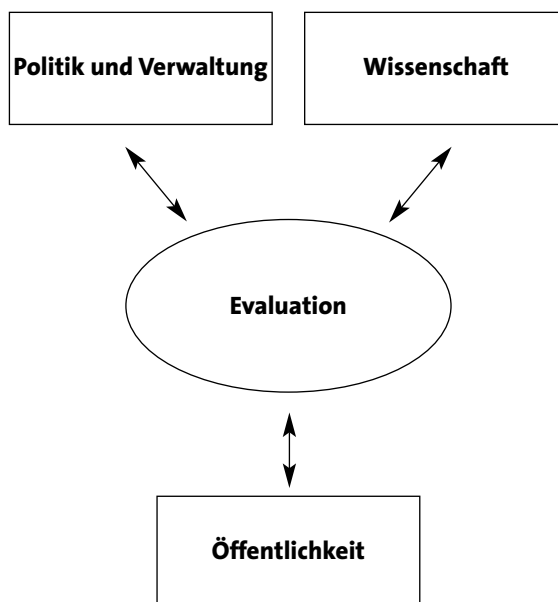 Politik und Verwaltung
Wissenschaft
Evaluation
Öffentlichkeit